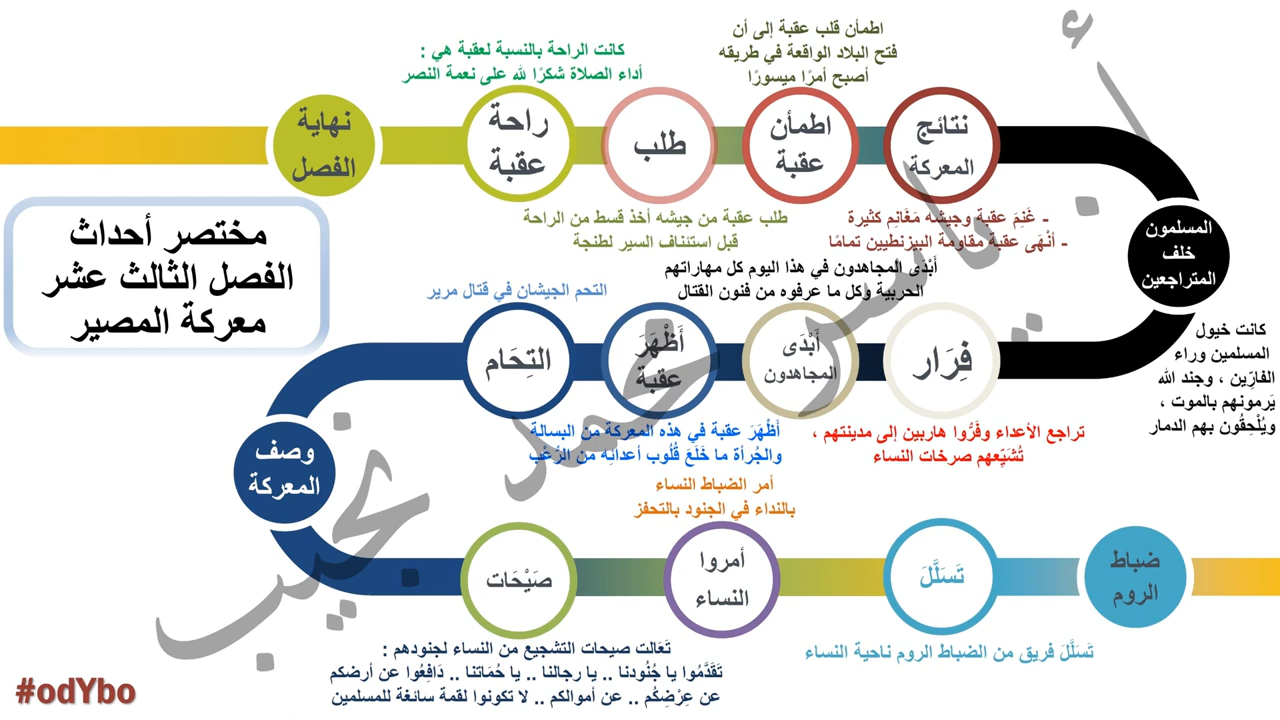 مختصر أحداث
الفصل الثالث عشر
معركة المصير
ضباط
الروم
تَسَلَّلَ
تَسَلَّلَ فريق من الضباط الروم ناحية النساء
أمروا
النساء
أمر الضباط النساء
بالنداء في الجنود بالتحفز
صَيْحَات
تَعَالت صيحات التشجيع من النساء لجنودهم :
تَقَدَّمُوا يا جُنُودنا .. يا رجالنا .. يا حُمَاتنا .. دَافِعُوا عن أرضكم
عن عِرْضِكُم .. عن أموالكم .. لا تكونوا لقمة سائغة للمسلمين
وصف
المعركة
التِحَام
التحم الجيشان في قتال مرير
أَظْهَرَ
عقبة
أَظْهَرَ عقبة في هذه المعركة من البسالة
والجُرأة ما خَلَعَ قُلُوب أعدائه من الرُعْب
أَبْدَى
المجاهدون
أَبْدَى المجاهدون في هذا اليوم كل مهاراتهم
الحربية وكل ما عرفوه من فنون القتال
فِرَار
تراجع الأعداء وفَرُّوا هاربين إلى مدينتهم ،
تُشَيِّعهم صرخات النساء
المسلمون
خلف
المتراجعين
كانت خيول
المسلمين وراء
الفارِّين ، وجند الله
يَرمونهم بالموت ،
ويُلْحِقُون بهم الدمار
نتائج
المعركة
- غَنِمَ عقبة وجيشه مَغَانِم كثيرة
- أنْهَى عقبة مقاومة البيزنطيين تمامًا
اطمأن
عقبة
اطمأن قلب عقبة إلى أن
فتح البلاد الواقعة في طريقه
أصبح أمرًا ميسورًا
طلب
طلب عقبة من جيشه أخذ قسط من الراحة
قبل استئناف السير لطنجة
راحة
عقبة
كانت الراحة بالنسبة لعقبة هي :
أداء الصلاة شكرًا لله على نعمة النصر
نهاية
الفصل
أ. ياسر محمد نجيب
#odYbo